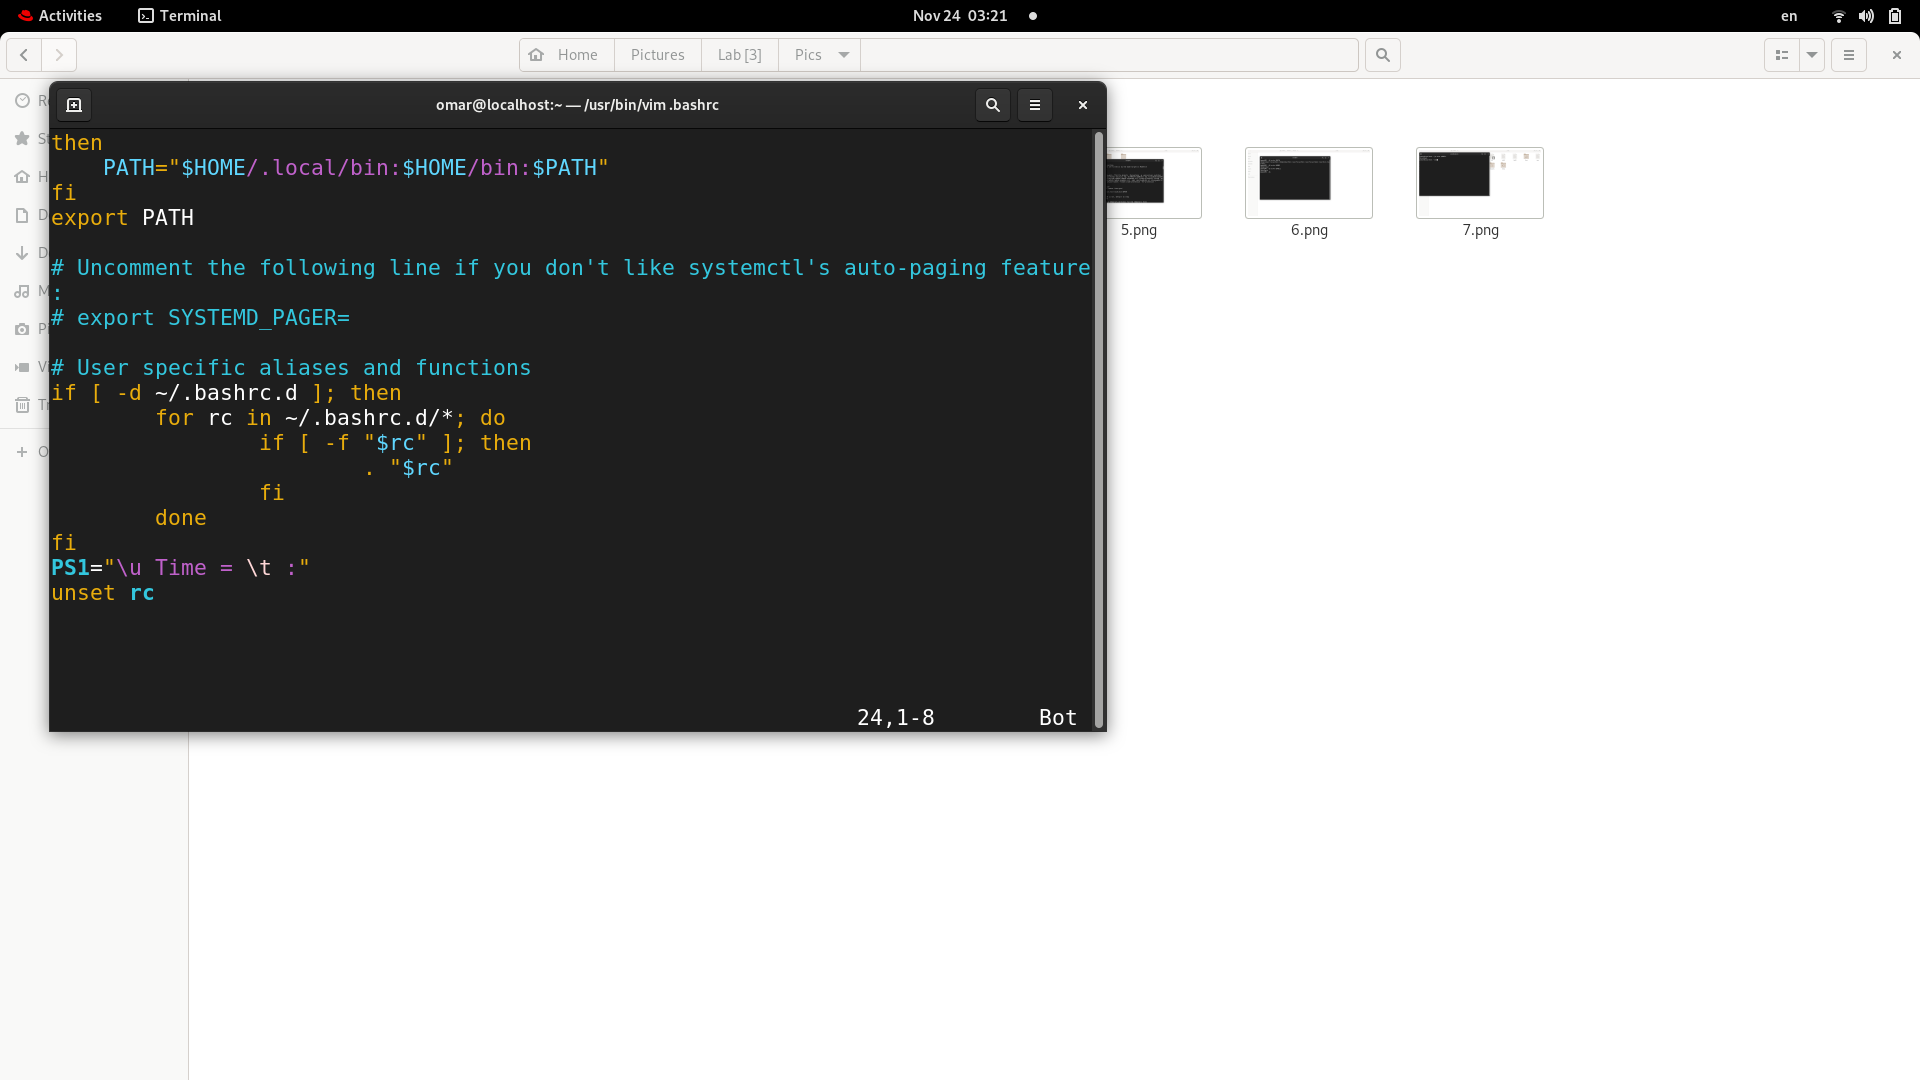 Activities Terminal Nov 24 03:21 en
Home Pictures Lab [3] Pics
omar@localhost:~ — /usr/bin/vim .bashrc
then
    PATH="$HOME/.local/bin:$HOME/bin:$PATH"
fi
export PATH

# Uncomment the following line if you don't like systemctl's auto-paging feature
:
# export SYSTEMD_PAGER=

# User specific aliases and functions
if [ -d ~/.bashrc.d ]; then
        for rc in ~/.bashrc.d/*; do
                if [ -f "$rc" ]; then
                        . "$rc"
                fi
        done
fi
PS1="\u Time = \t :"
unset rc
24,1-8 Bot
5.png 6.png 7.png